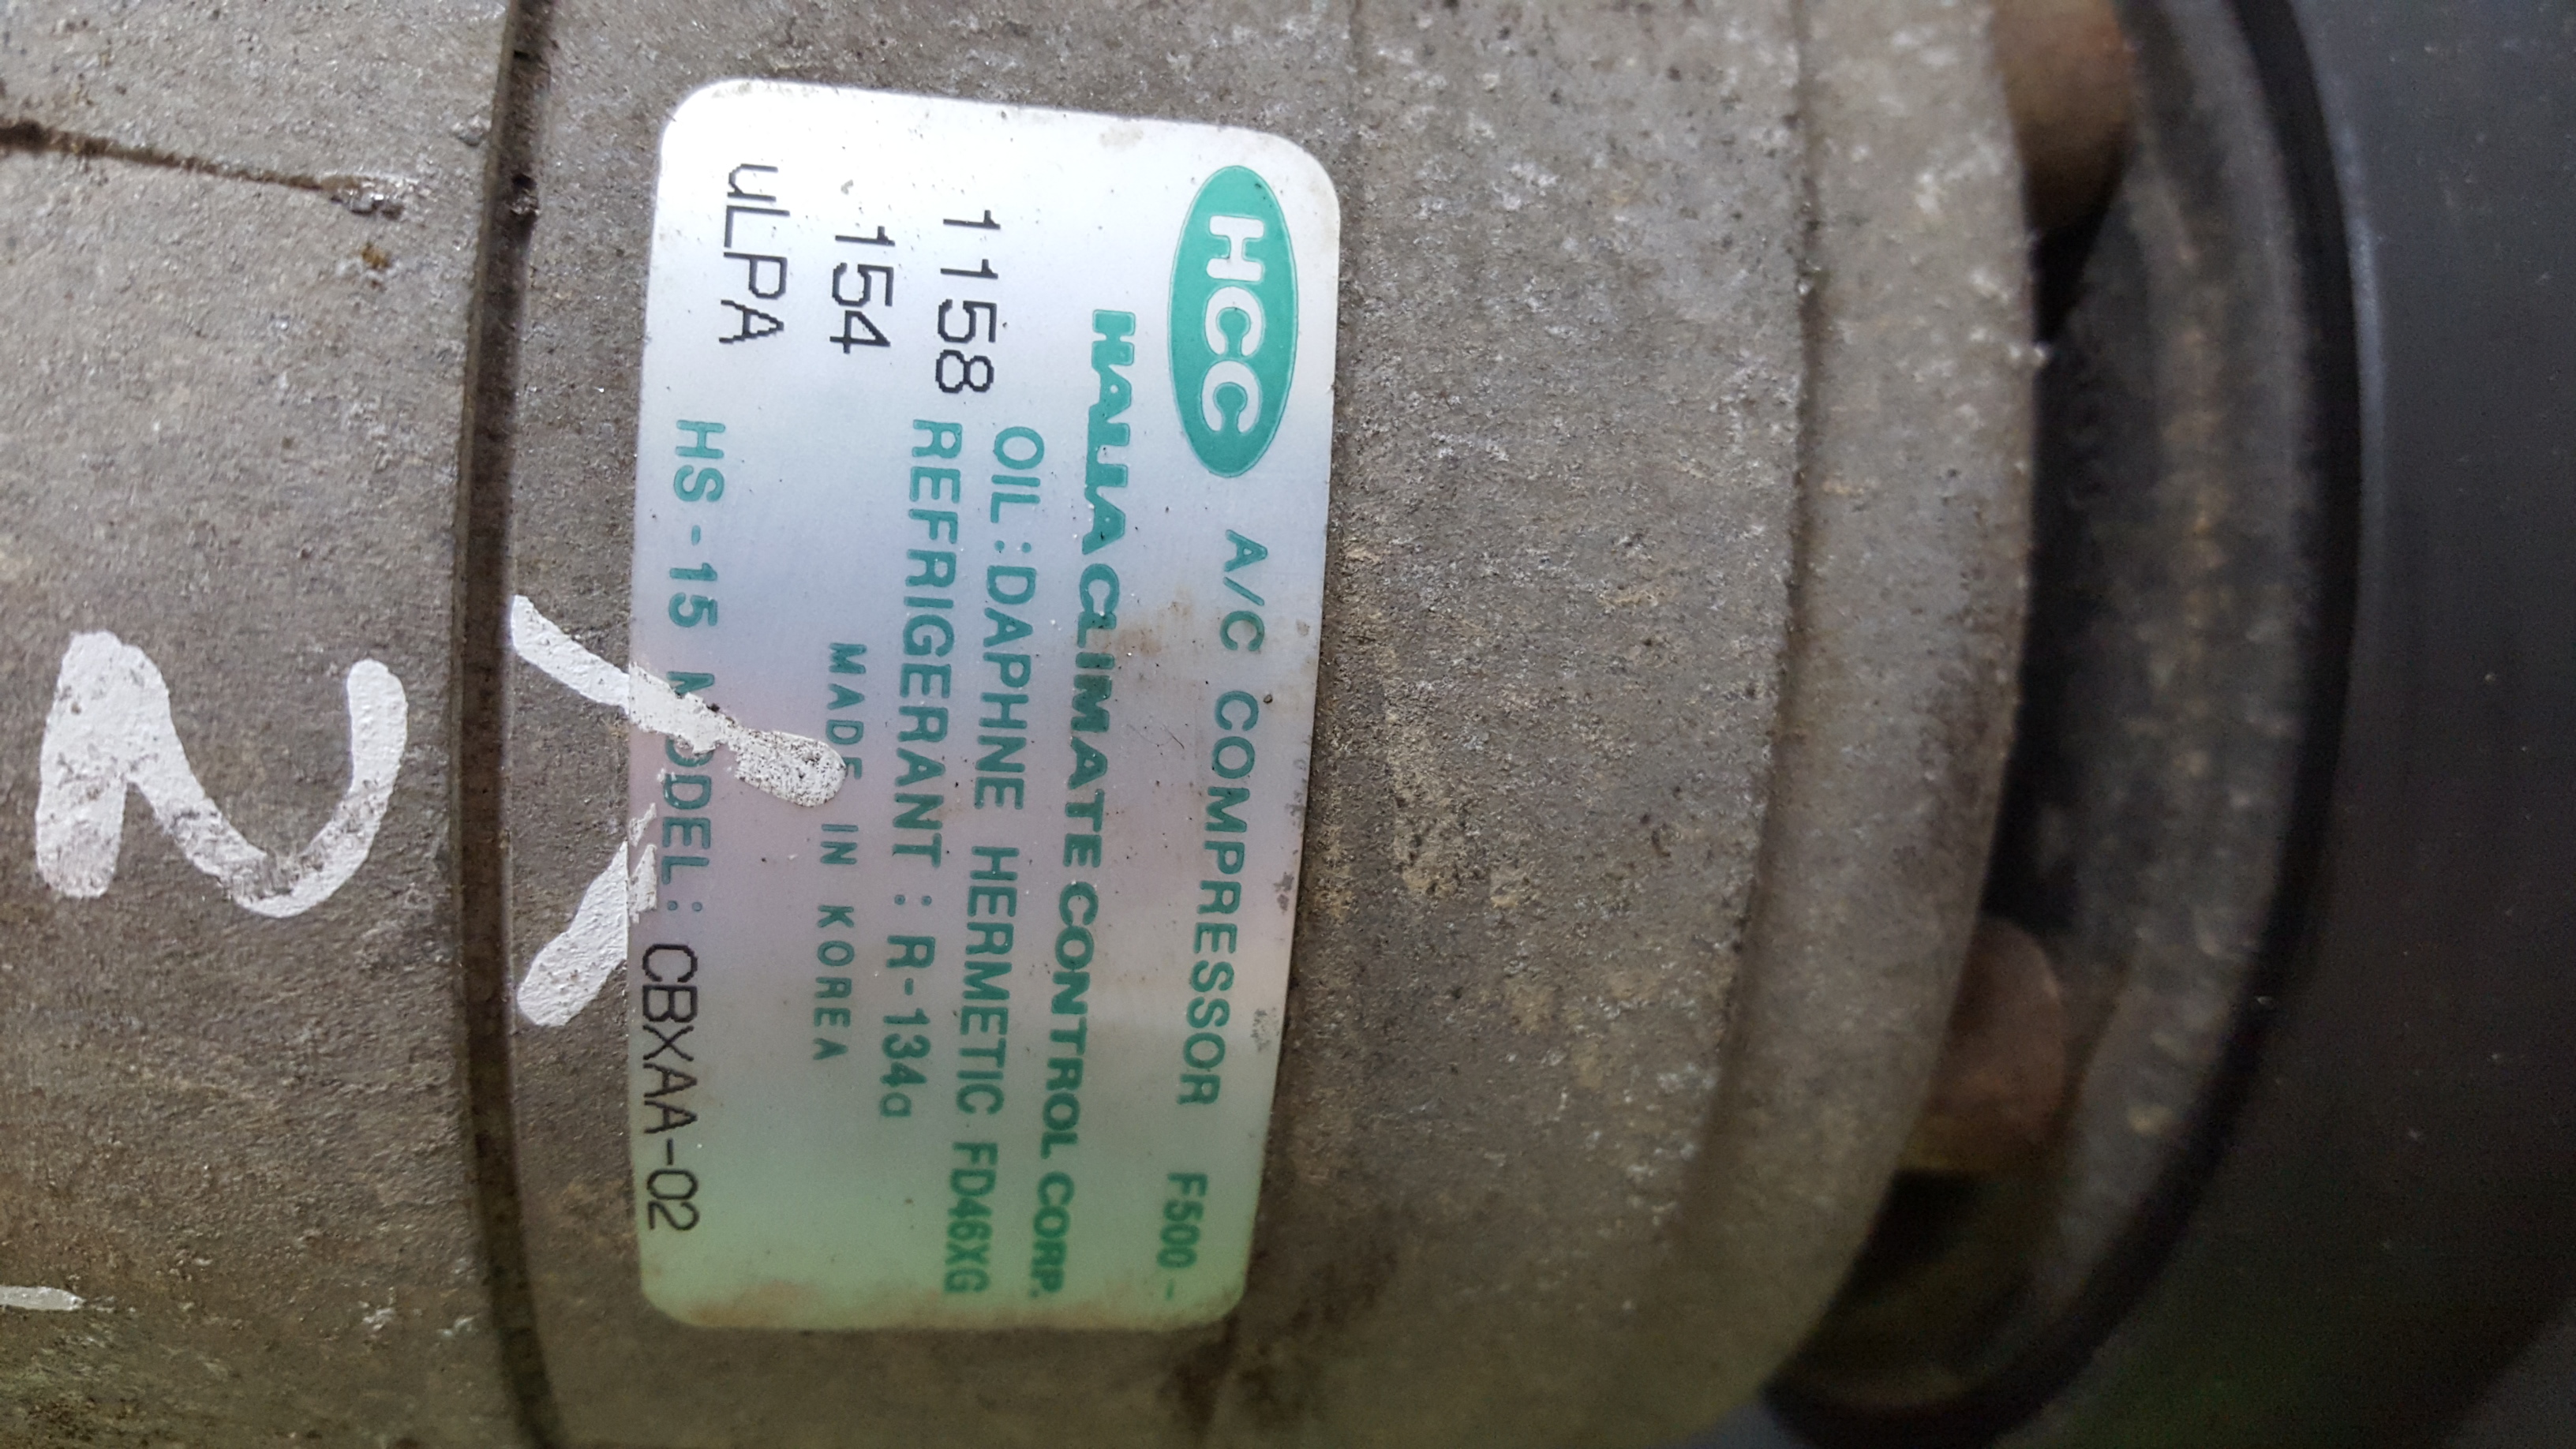 HCC A/C COMPRESSOR F500-
HALLA CLIMATE CONTROL CORP.
OIL:DAPHNE HERMETIC FD46XG
1158 REFRIGERANT : R-134a
154 MADE IN KOREA
uLPA
HS-15 MODEL: CBXAA-02